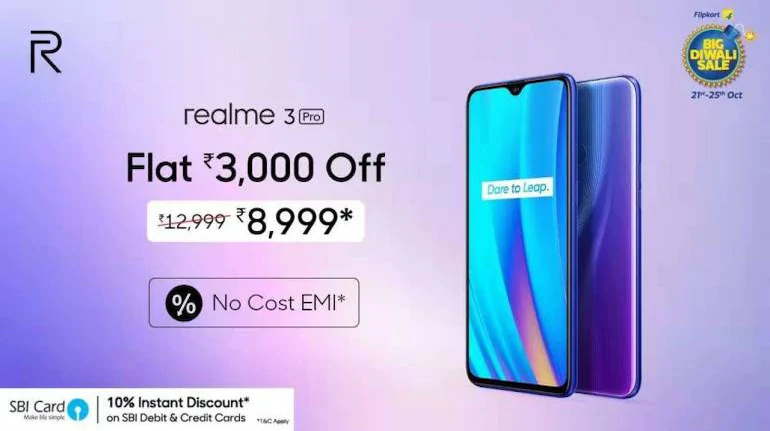 R
Flipkart
BIG
DIWALI
SALE
21st-25th Oct
realme 3 Pro
Flat ₹3,000 Off
₹12,999 ₹8,999*
% No Cost EMI*
Dare to Leap.
SBI Card
Make life simple
10% Instant Discount*
on SBI Debit & Credit Cards
*T&C Apply